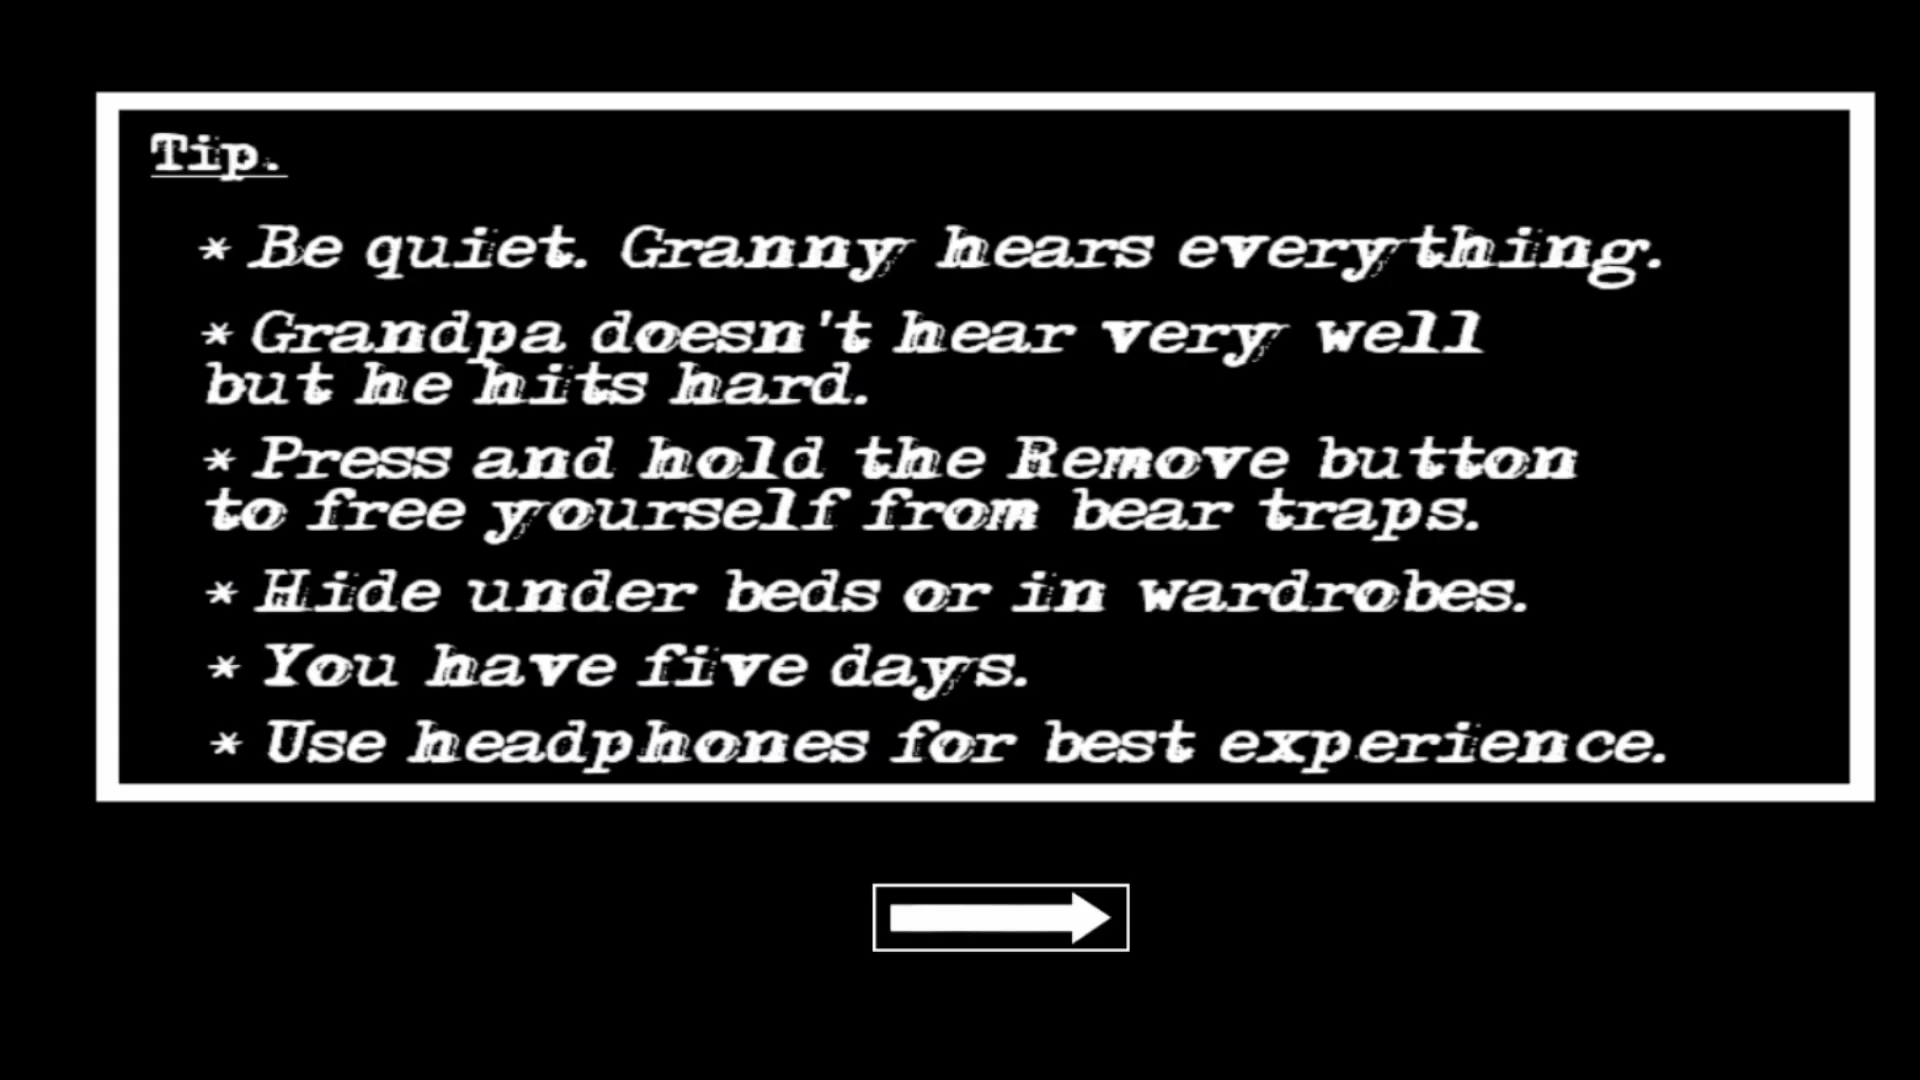 Tip.
* Be quiet. Granny hears everything.
* Grandpa doesn't hear very well
but he hits hard.
* Press and hold the Remove button
to free yourself from bear traps.
* Hide under beds or in wardrobes.
* You have five days.
* Use headphones for best experience.